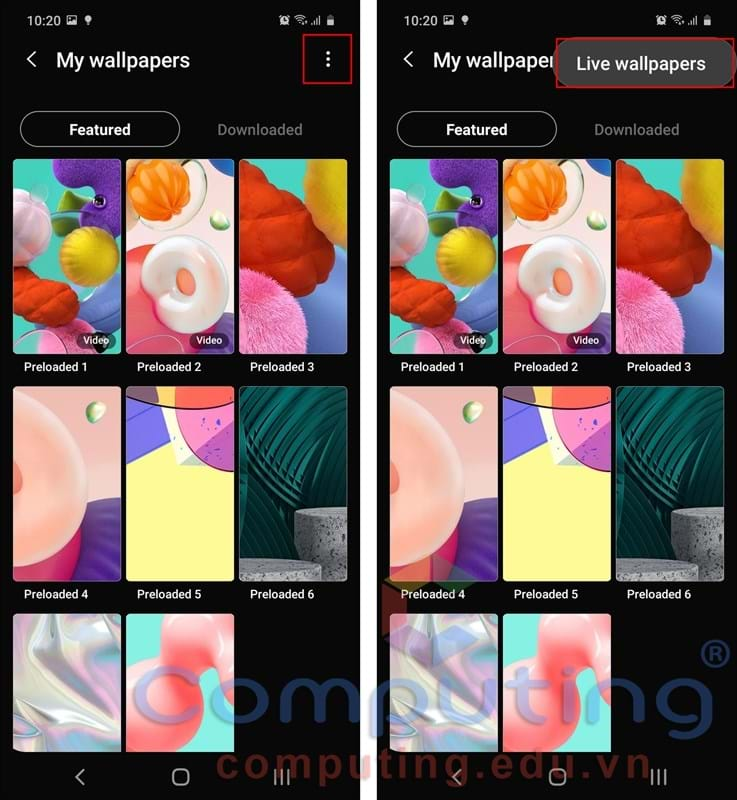 10:20
My wallpapers
Featured Downloaded
Video Video
Preloaded 1 Preloaded 2 Preloaded 3
Preloaded 4 Preloaded 5 Preloaded 6
10:20
My wallpaper
Live wallpapers
Featured Downloaded
Video Video
Preloaded 1 Preloaded 2 Preloaded 3
Preloaded 4 Preloaded 5 Preloaded 6
Computing®
computing.edu.vn